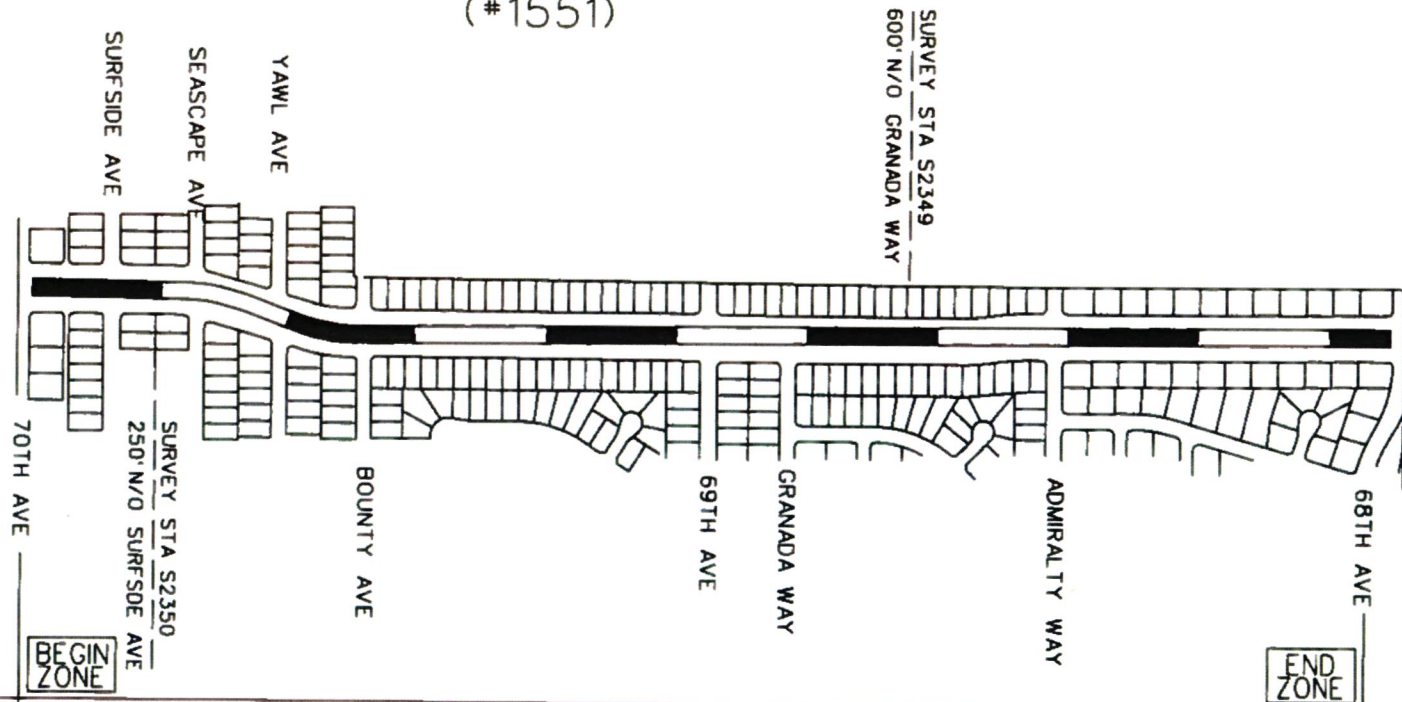 (#1551)
SURFSIDE AVE
SEASCAPE AVE
YAWL AVE
SURVEY STA S2349
600' N/O GRANADA WAY
70TH AVE
SURVEY STA S2350
250' N/O SURFSDE AVE
BOUNTY AVE
69TH AVE
GRANADA WAY
ADMIRALTY WAY
68TH AVE
BEGIN
ZONE
END
ZONE